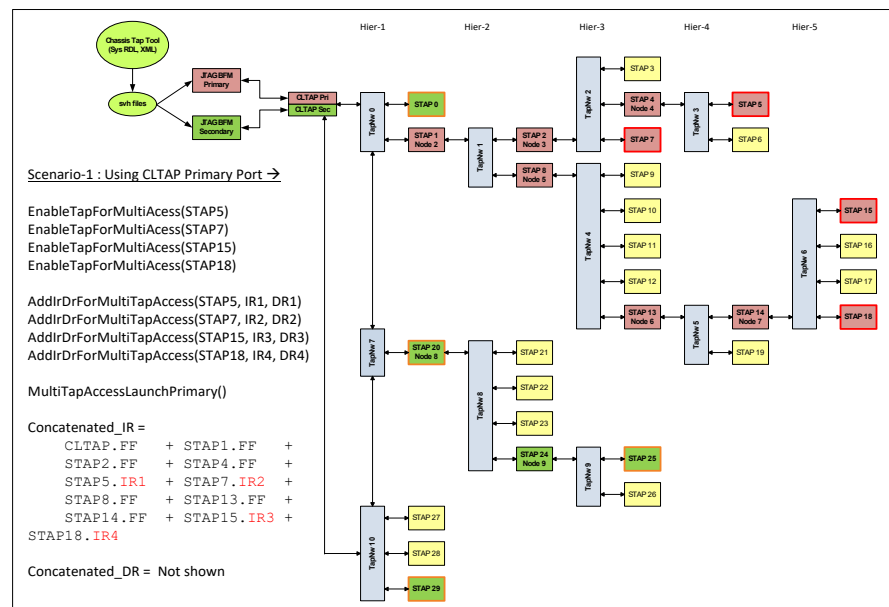 Hier-1 Hier-2 Hier-3 Hier-4 Hier-5
Chassis Tap Tool
(Sys RDL, XML)
svh files
JTAGBFM
Primary
JTAGBFM
Secondary
CLTAP Pri
CLTAP Sec
Scenario-1 : Using CLTAP Primary Port →
EnableTapForMultiAcess(STAP5)
EnableTapForMultiAcess(STAP7)
EnableTapForMultiAcess(STAP15)
EnableTapForMultiAcess(STAP18)
AddIrDrForMultiTapAccess(STAP5, IR1, DR1)
AddIrDrForMultiTapAccess(STAP7, IR2, DR2)
AddIrDrForMultiTapAccess(STAP15, IR3, DR3)
AddIrDrForMultiTapAccess(STAP18, IR4, DR4)
MultiTapAccessLaunchPrimary()
Concatenated_IR =
CLTAP.FF + STAP1.FF +
STAP2.FF + STAP4.FF +
STAP5.IR1 + STAP7.IR2 +
STAP8.FF + STAP13.FF +
STAP14.FF + STAP15.IR3 +
STAP18.IR4
Concatenated_DR = Not shown
TapNw 0
STAP 0
STAP 1
Node 2
TapNw 1
STAP 2
Node 3
STAP 8
Node 5
TapNw 2
STAP 3
STAP 4
Node 4
STAP 7
TapNw 3
STAP 5
STAP 6
TapNw 4
STAP 9
STAP 10
STAP 11
STAP 12
STAP 13
Node 6
TapNw 5
STAP 14
Node 7
STAP 19
TapNw 6
STAP 15
STAP 16
STAP 17
STAP 18
TapNw 7
STAP 20
Node 8
TapNw 8
STAP 21
STAP 22
STAP 23
STAP 24
Node 9
TapNw 9
STAP 25
STAP 26
TapNw 10
STAP 27
STAP 28
STAP 29